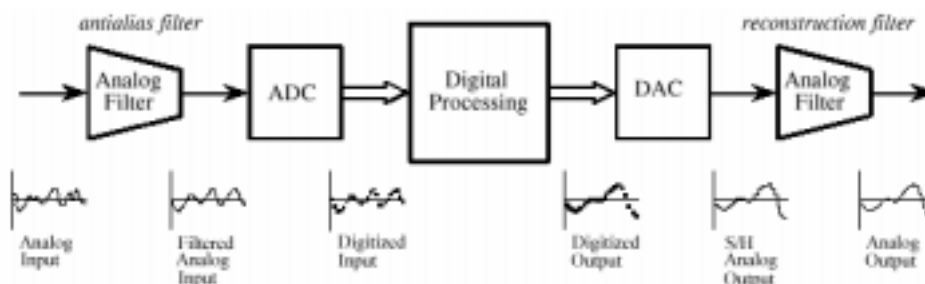 antialias filter
reconstruction filter
Analog
Filter
ADC
Digital
Processing
DAC
Analog
Filter
Analog
Input
Filtered
Analog
Input
Digitized
Input
Digitized
Output
S/H
Analog
Output
Analog
Output